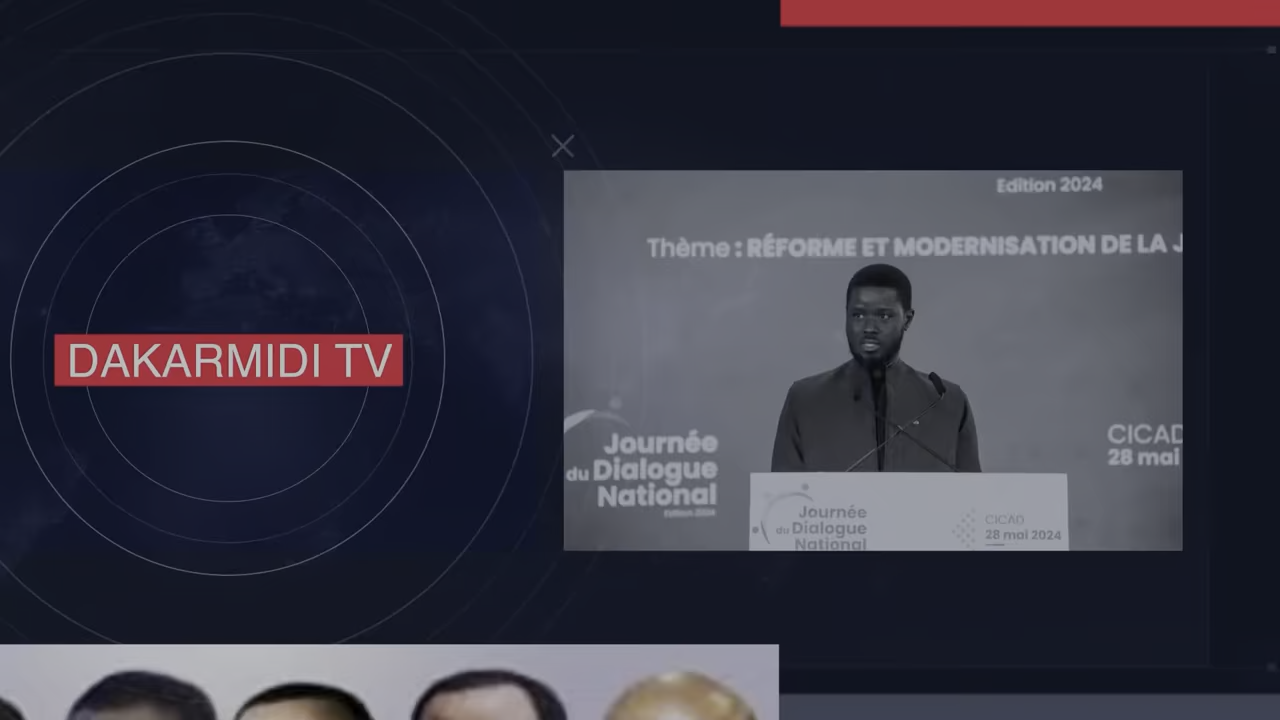 DAKARMIDI TV
Edition 2024
Thème : RÉFORME ET MODERNISATION DE LA J
Journée
du Dialogue
National
Edition 2024
CICAD
28 mai
Journée
du Dialogue
National
CICAD
28 mai 2024